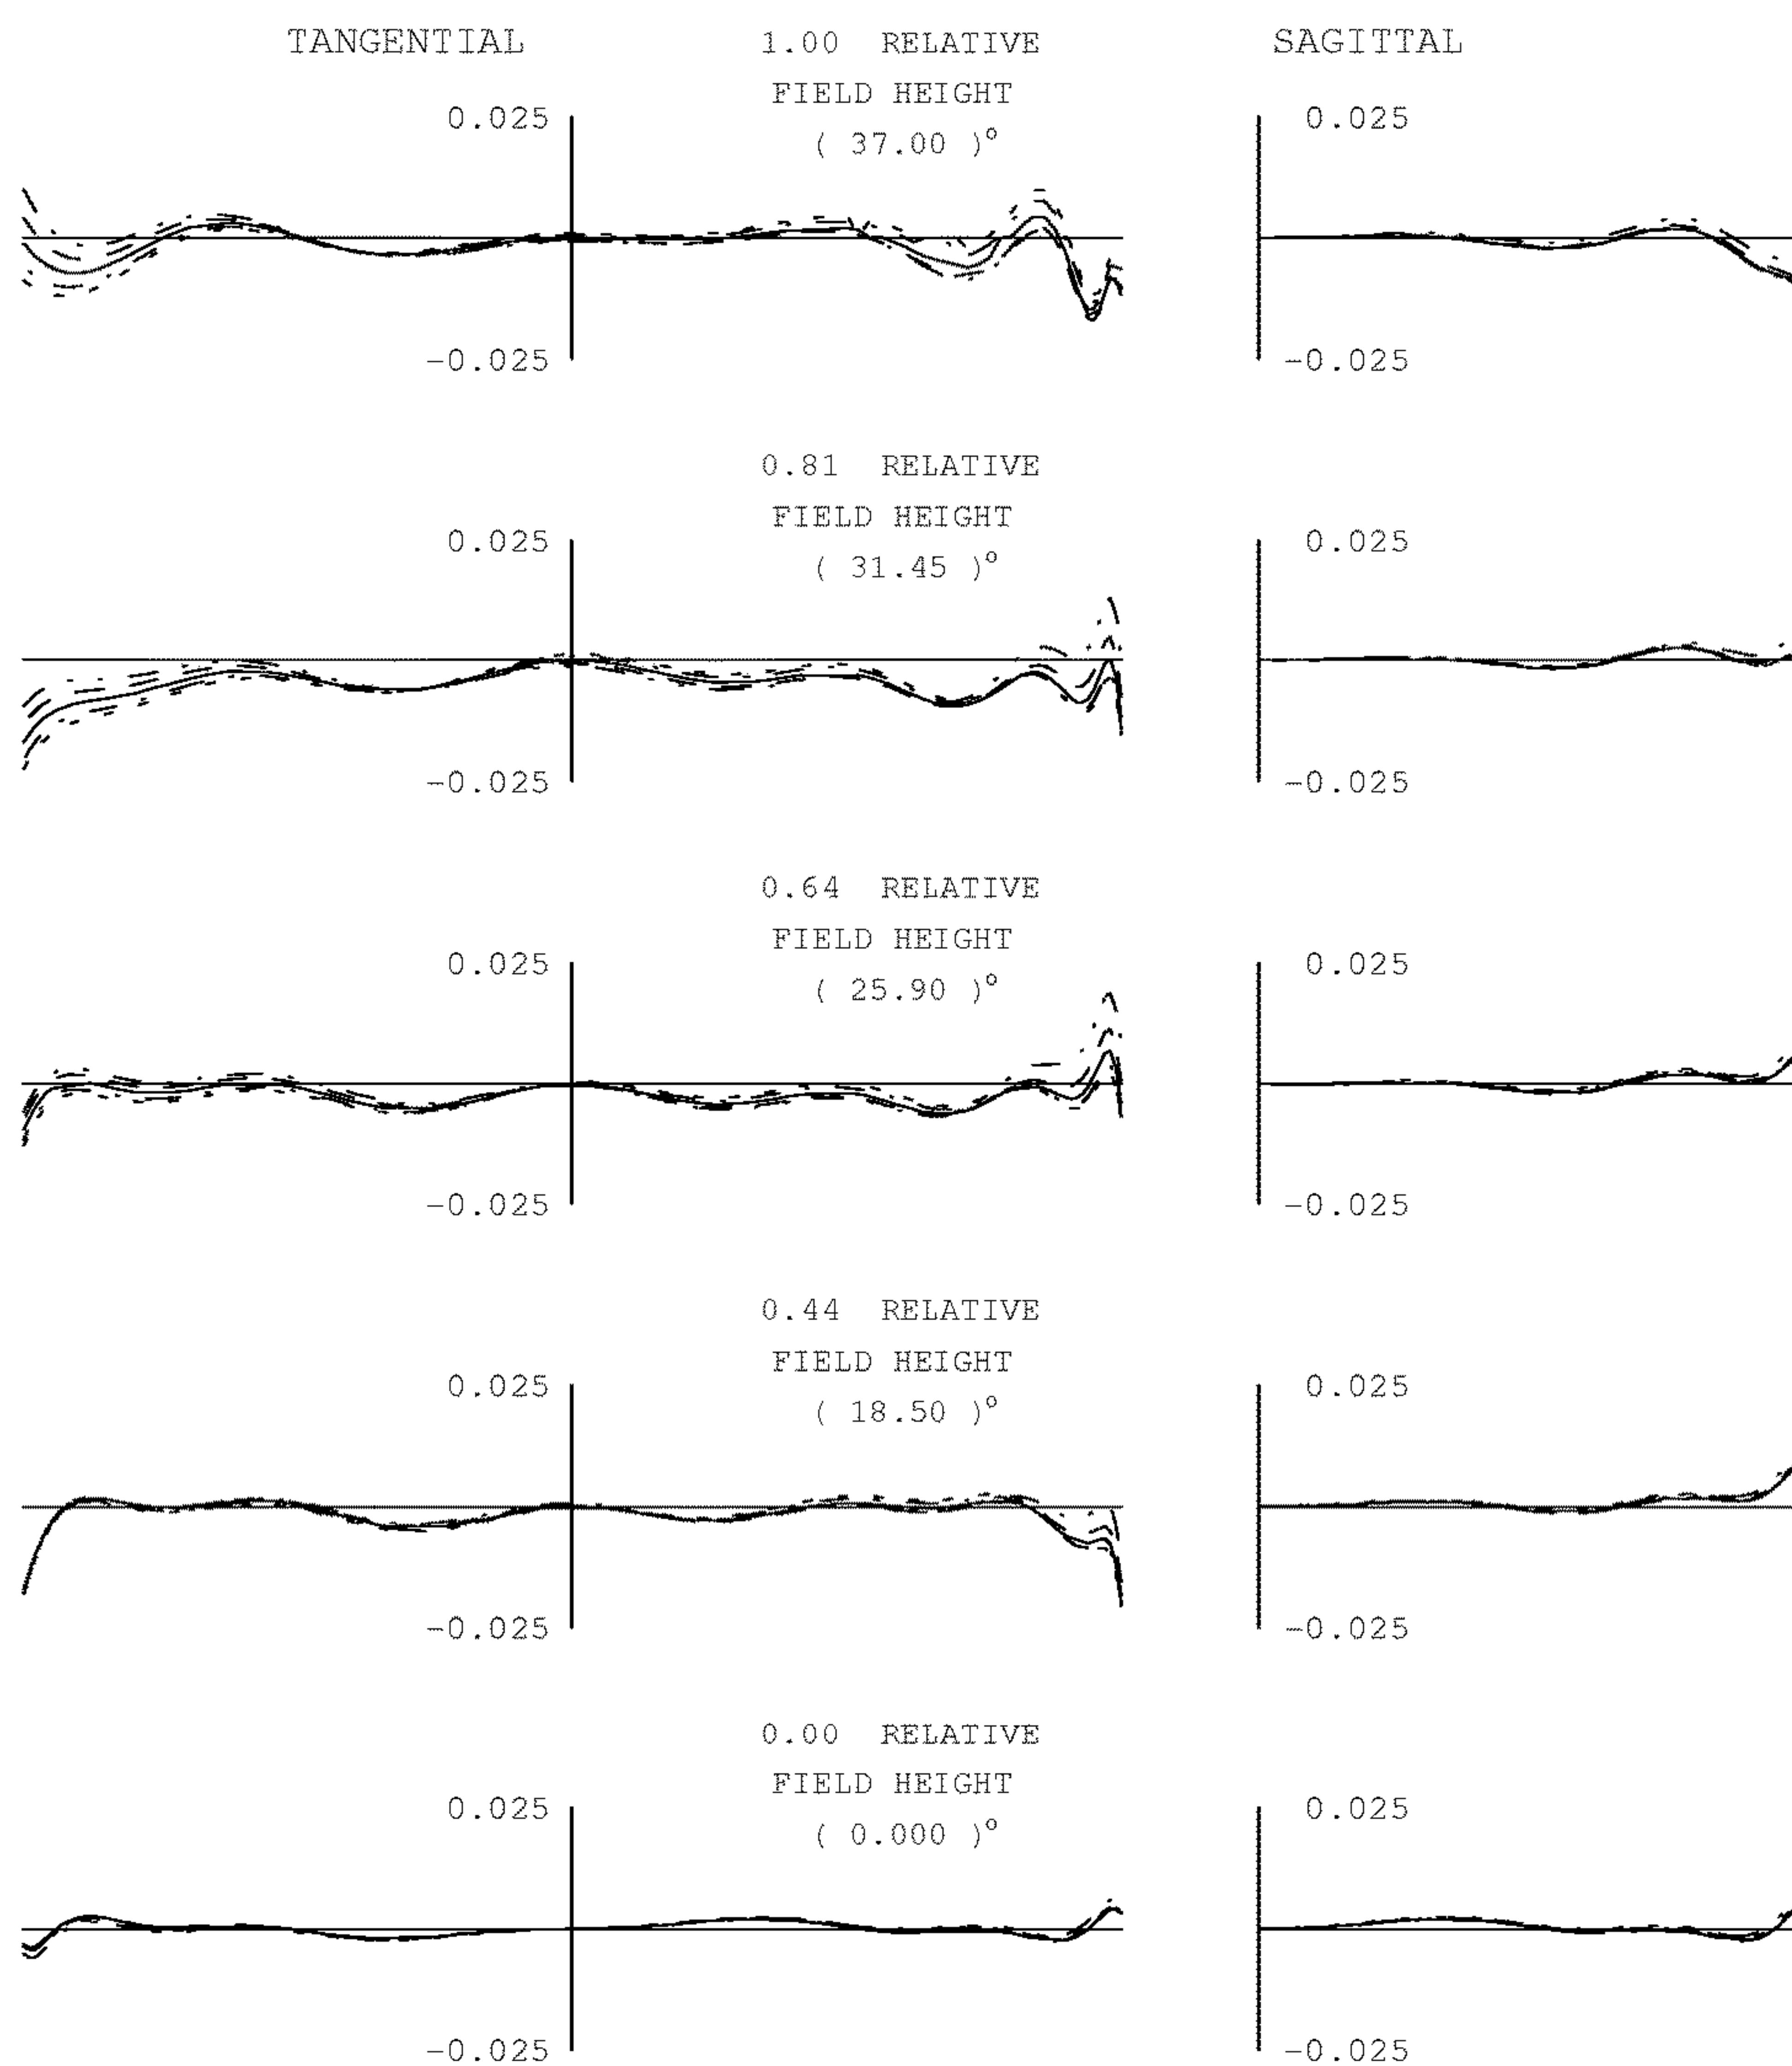 TANGENTIAL 1.00 RELATIVE SAGITTAL
FIELD HEIGHT
0.025 0.025
( 37.00 )°
-0.025 -0.025
0.81 RELATIVE
FIELD HEIGHT
0.025 0.025
( 31.45 )°
-0.025 -0.025
0.64 RELATIVE
FIELD HEIGHT
0.025 0.025
( 25.90 )°
-0.025 -0.025
0.44 RELATIVE
FIELD HEIGHT
0.025 0.025
( 18.50 )°
-0.025 -0.025
0.00 RELATIVE
FIELD HEIGHT
0.025 0.025
( 0.000 )°
-0.025 -0.025